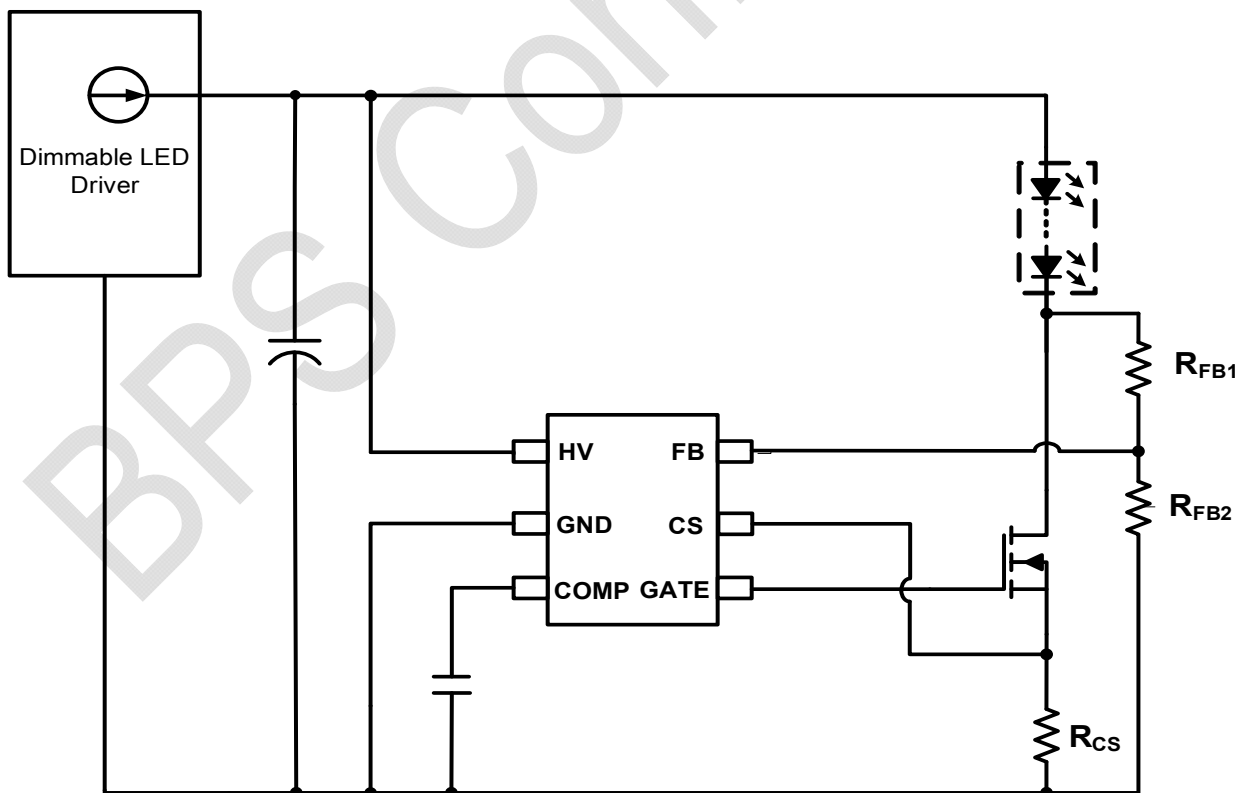 BPS Con
Dimmable LED
Driver
RFB1
HV FB
GND CS
RFB2
COMP GATE
RCS